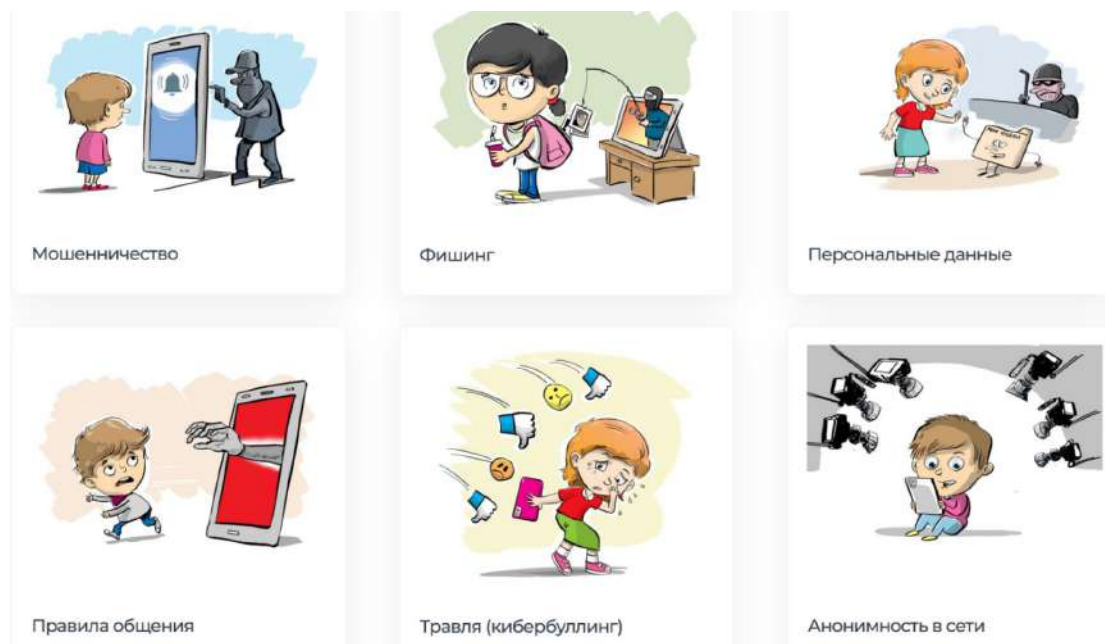 Мошенничество
Фишинг
Персональные данные
Правила общения
Травля (кибербуллинг)
Анонимность в сети